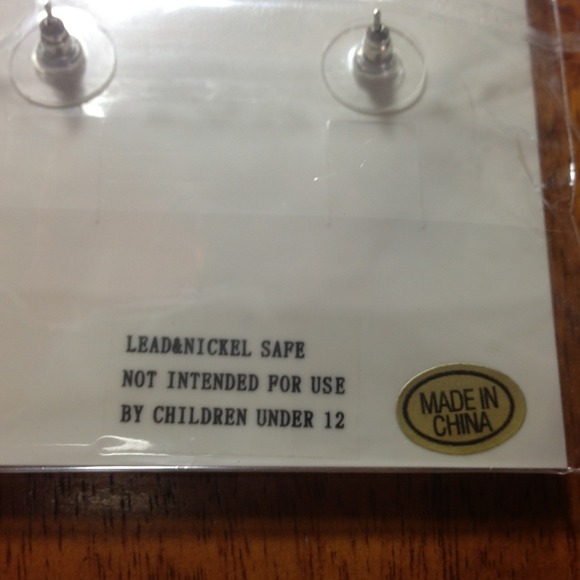 LEAD&NICKEL SAFE
NOT INTENDED FOR USE
BY CHILDREN UNDER 12
MADE IN
CHINA